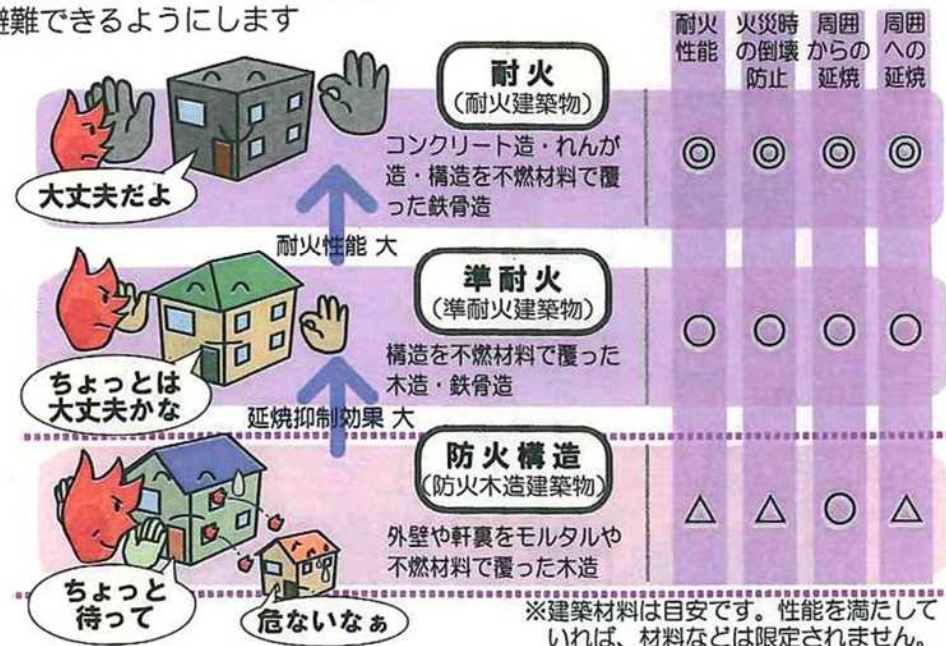 避難できるようにします
耐火
性能
火災時
の倒壊
防止
周囲
からの
延焼
周囲
への
延焼
耐火
(耐火建築物)
コンクリート造・れんが
造・構造を不燃材料で覆
った鉄骨造
◎ ◎ ◎ ◎
大丈夫だよ
耐火性能 大
準耐火
(準耐火建築物)
構造を不燃材料で覆った
木造・鉄骨造
○ ○ ○ ○
ちょっとは
大丈夫かな
延焼抑制効果 大
防火構造
(防火木造建築物)
外壁や軒裏をモルタルや
不燃材料で覆った木造
△ △ ○ △
ちょっと
待って
危ないなぁ
※建築材料は目安です。性能を満たして
いれば、材料などは限定されません。